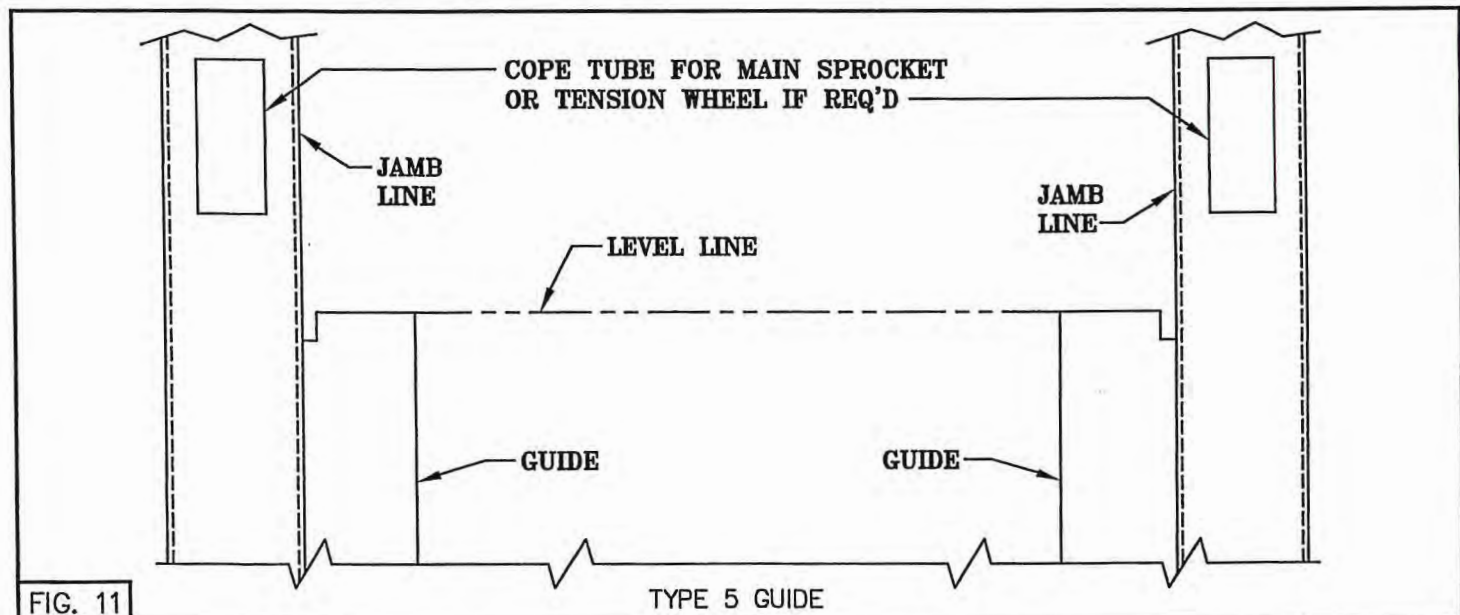 COPE TUBE FOR MAIN SPROCKET
OR TENSION WHEEL IF REQ'D
JAMB
LINE
JAMB
LINE
LEVEL LINE
GUIDE
GUIDE
FIG. 11
TYPE 5 GUIDE